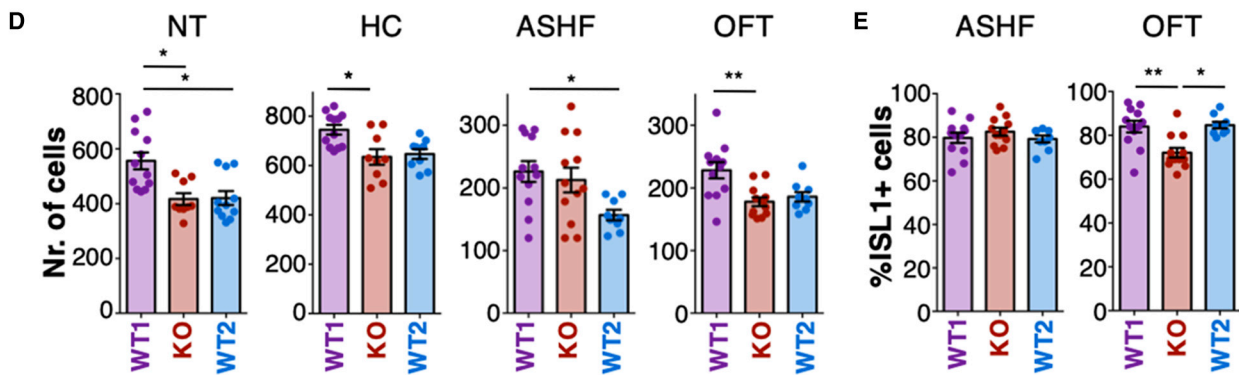 D
NT
HC
ASHF
OFT
E
ASHF
OFT
*
*
*
*
**
**
*
Nr. of cells
800
600
400
200
0
WT1
KO
WT2
800
600
400
200
0
WT1
KO
WT2
300
200
100
0
WT1
KO
WT2
300
200
100
0
WT1
KO
WT2
%ISL1+ cells
100
80
60
40
20
0
WT1
KO
WT2
100
80
60
40
20
0
WT1
KO
WT2